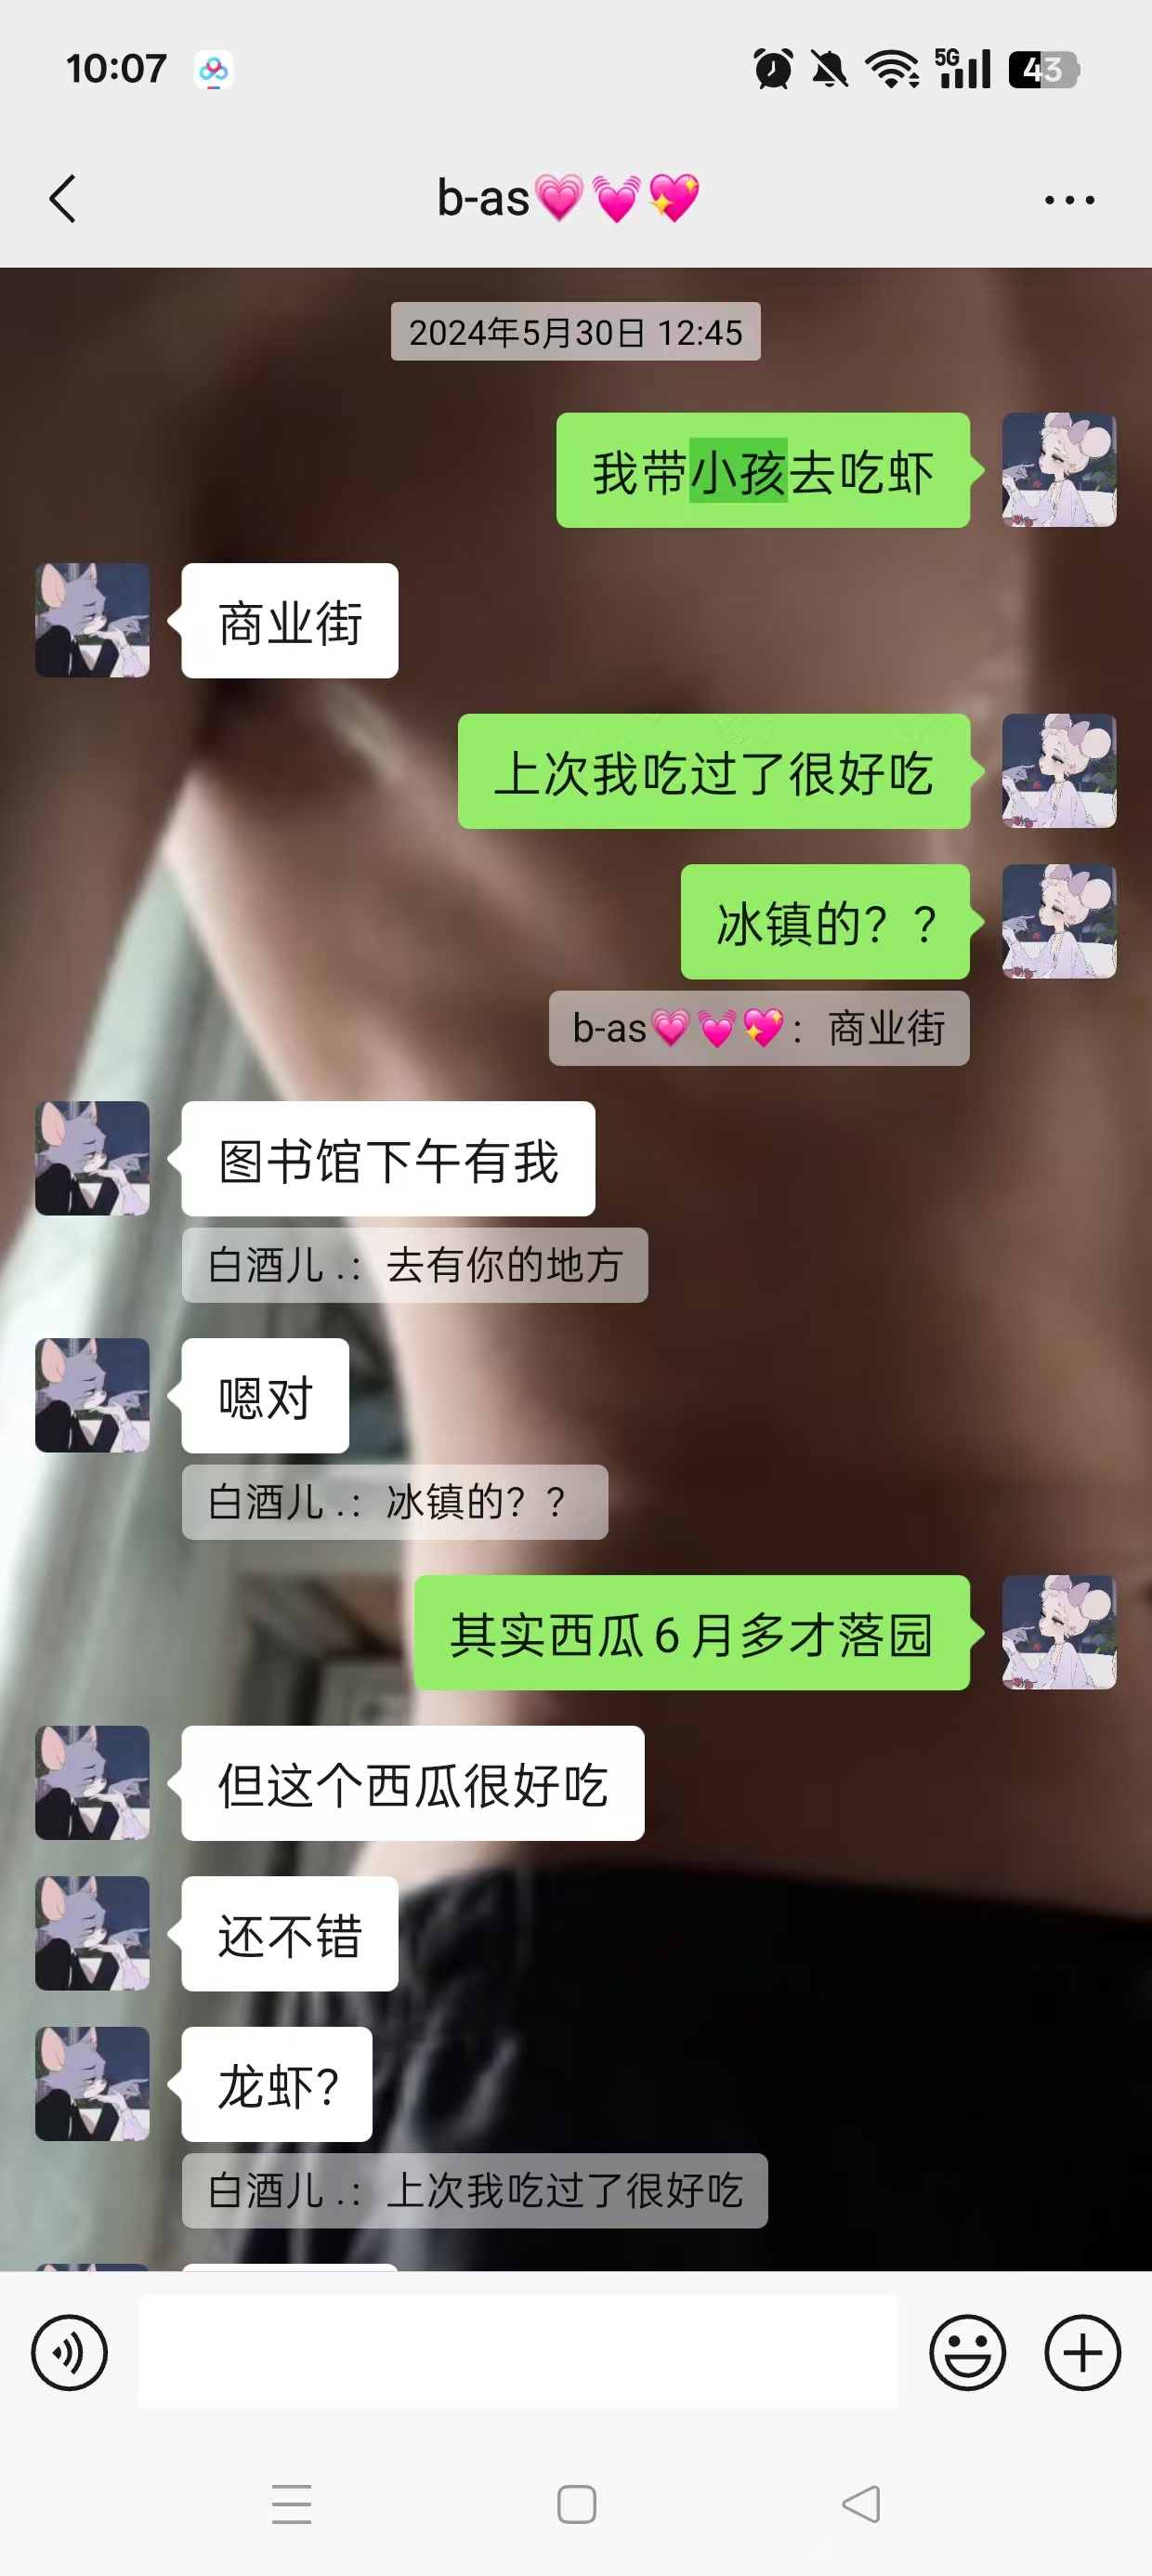 10:07
5G
43
b-as💗💓💖
2024年5月30日 12:45
我带小孩去吃虾
商业街
上次我吃过了很好吃
冰镇的？？
b-as💗💓💖：商业街
图书馆下午有我
白酒儿 .：去有你的地方
嗯对
白酒儿 .：冰镇的？？
其实西瓜6月多才落园
但这个西瓜很好吃
还不错
龙虾?
白酒儿 .：上次我吃过了很好吃